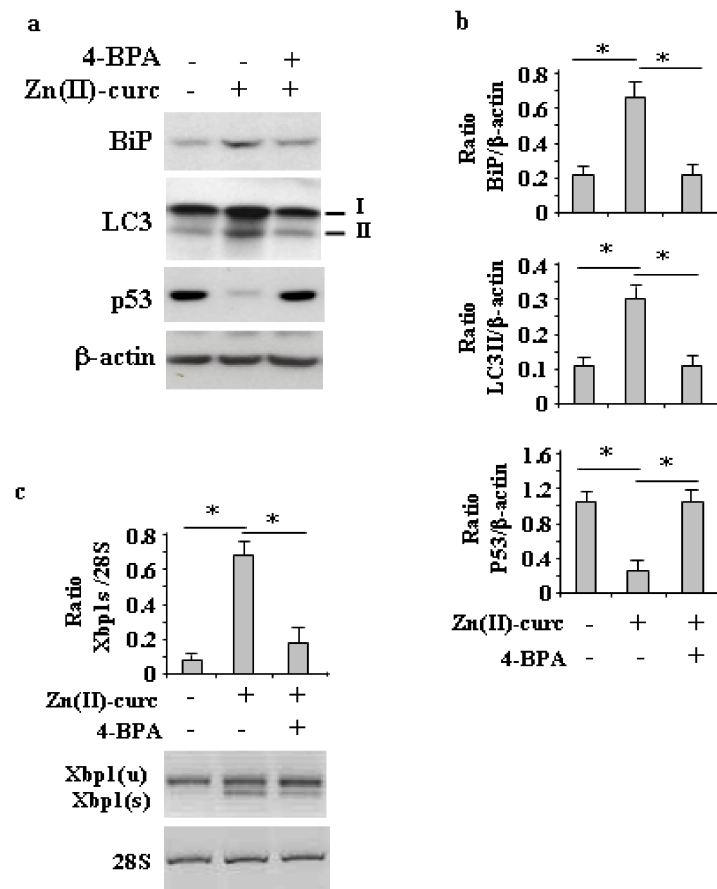 a
4-BPA - - +
Zn(II)-curc - + +
BiP
LC3
I
II
p53
β-actin
b
Ratio
BiP/β-actin
0.8
0.6
0.4
0.2
0
* *
Ratio
LC3II/β-actin
0.4
0.3
0.2
0.1
0
* *
Ratio
P53/β-actin
1.6
1.2
0.8
0.4
0
* *
Zn(II)-curc - + +
4-BPA - - +
c
Ratio
Xbp1s/28S
0.8
0.6
0.4
0.2
0
* *
Zn(II)-curc - + +
4-BPA - - +
Xbp1(u)
Xbp1(s)
28S